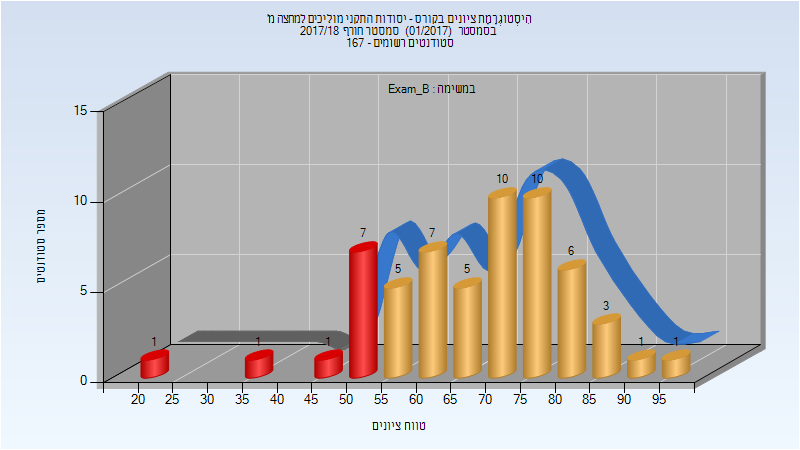 היסטוגרמת ציונים בקורס - יסודות התקני מוליכים למחצה מ'
בסמסטר (01/2017) סמסטר חורף 2017/18
סטודנטים רשומים - 167
במשימה : Exam_B
מספר סטודנטים
15
10
5
0
1
1
1
7
5
7
5
10
10
6
3
1
1
20 25 30 35 40 45 50 55 60 65 70 75 80 85 90 95
טווח ציונים